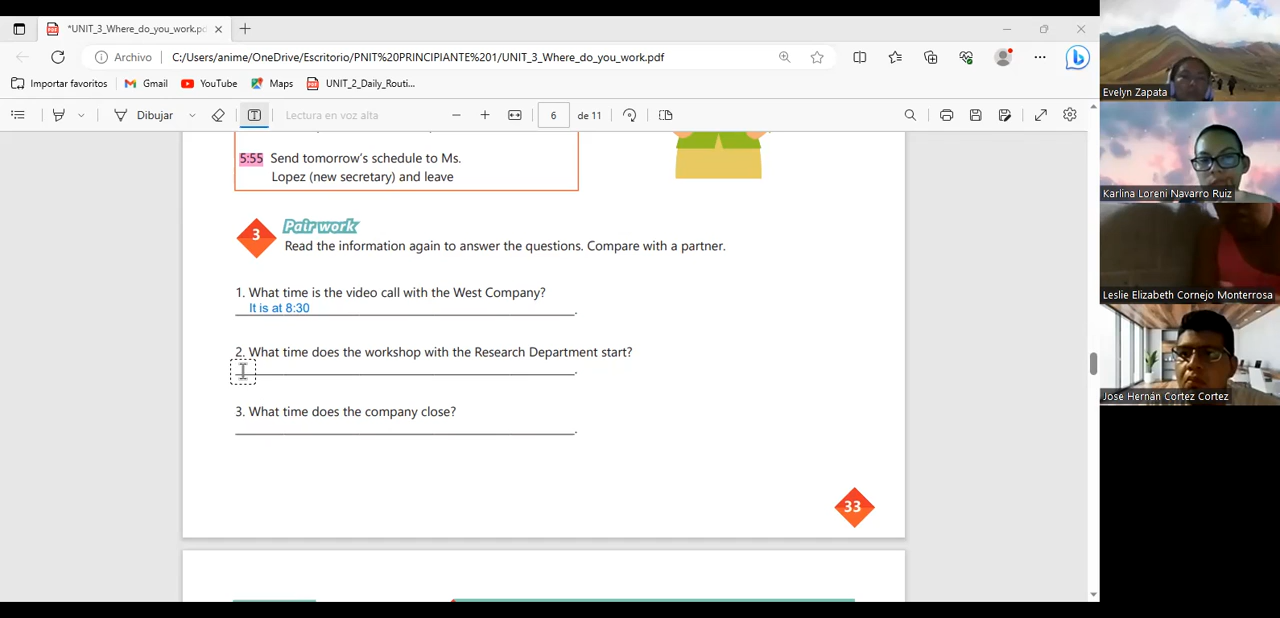 *UNIT_3_Where_do_you_work.pd
Archivo
C:/Users/anime/OneDrive/Escritorio/PNIT%20PRINCIPIANTE%201/UNIT_3_Where_do_you_work.pdf
Importar favoritos
Gmail
YouTube
Maps
UNIT_2_Daily_Routi...
Dibujar
Lectura en voz alta
6
de 11
5:55 Send tomorrow's schedule to Ms.
Lopez (new secretary) and leave
3
Pair work
Read the information again to answer the questions. Compare with a partner.
1. What time is the video call with the West Company?
It is at 8:30
2. What time does the workshop with the Research Department start?
3. What time does the company close?
33
Evelyn Zapata
Karlina Loreni Navarro Ruiz
Leslie Elizabeth Cornejo Monterrosa
Jose Hernán Cortez Cortez